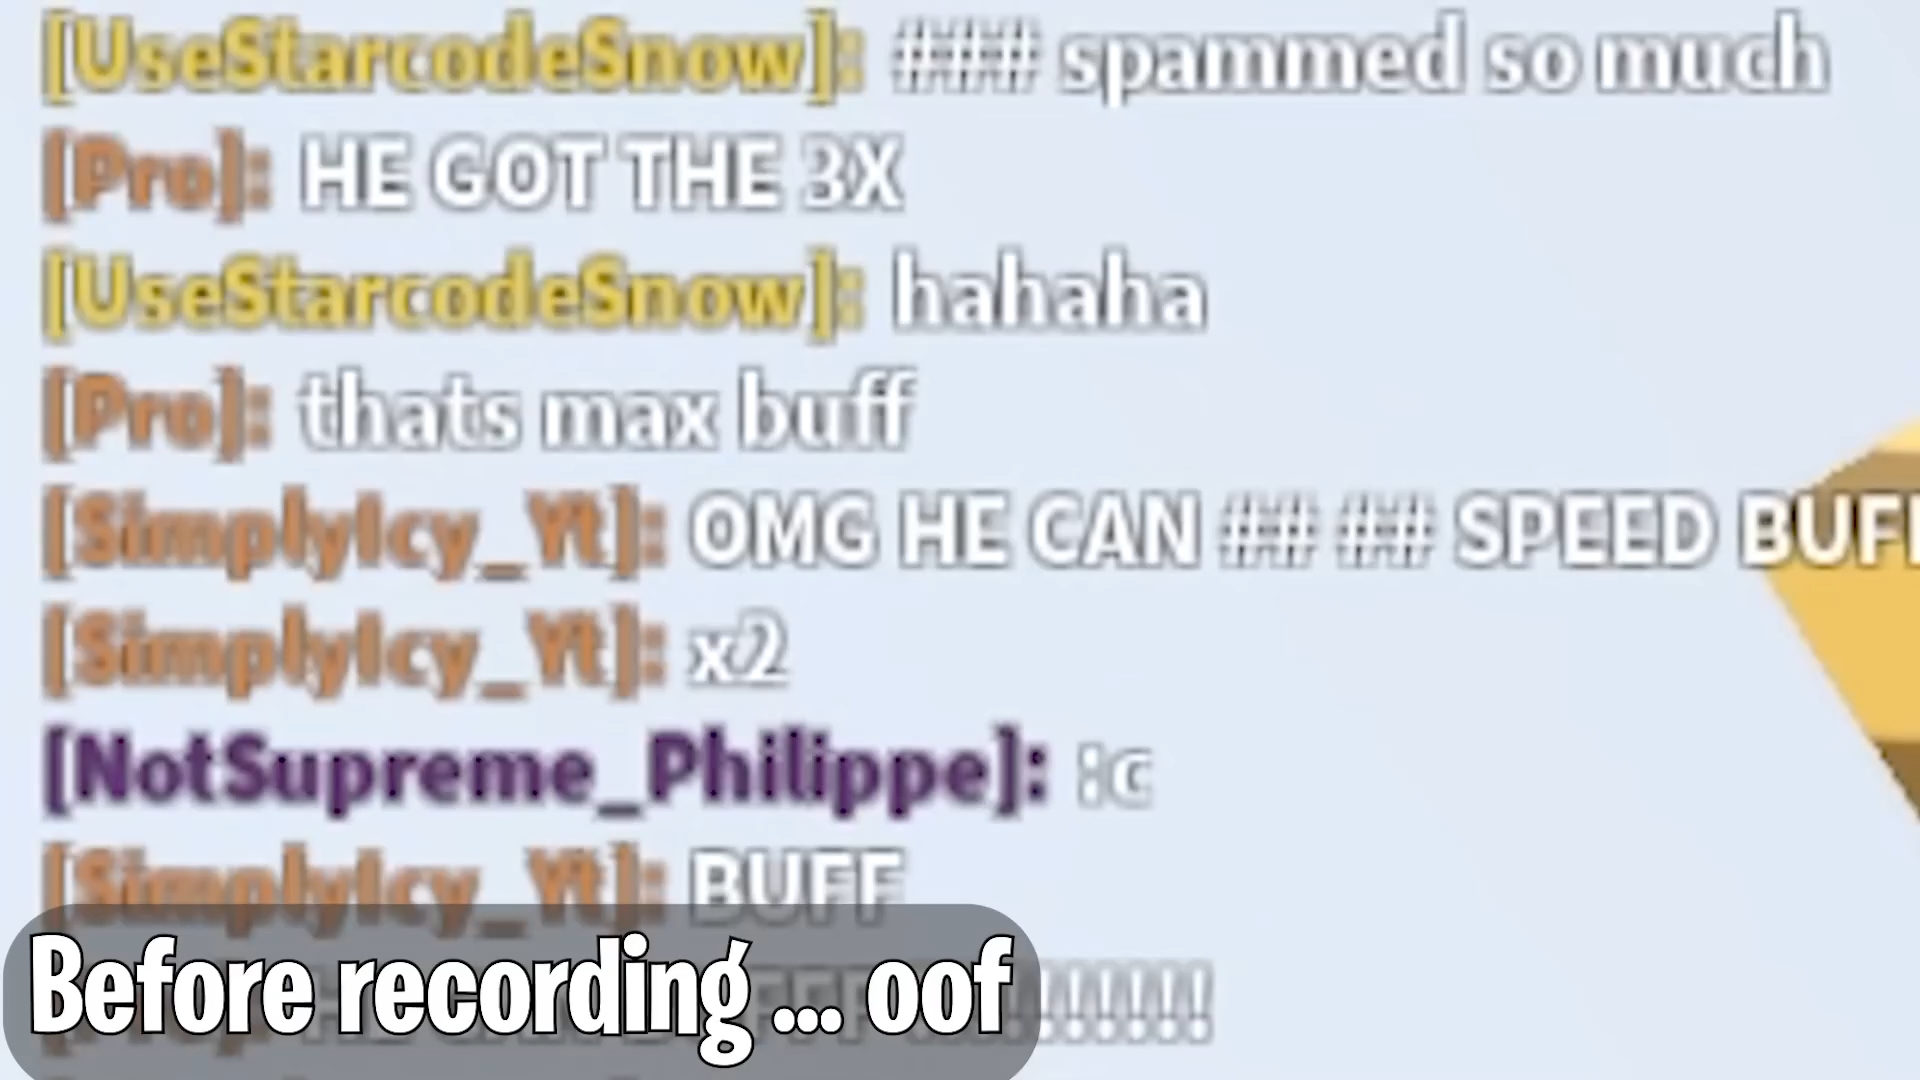 [UseStarcodeSnow]: ### spammed so much
[Pro]: HE GOT THE 3X
[UseStarcodeSnow]: hahaha
[Pro]: thats max buff
[SimplyIcy_Yt]: OMG HE CAN ## ## SPEED BUFF
[SimplyIcy_Yt]: x2
[NotSupreme_Philippe]: :c
[SimplyIcy_Yt]: BUFF
Before recording ... oof